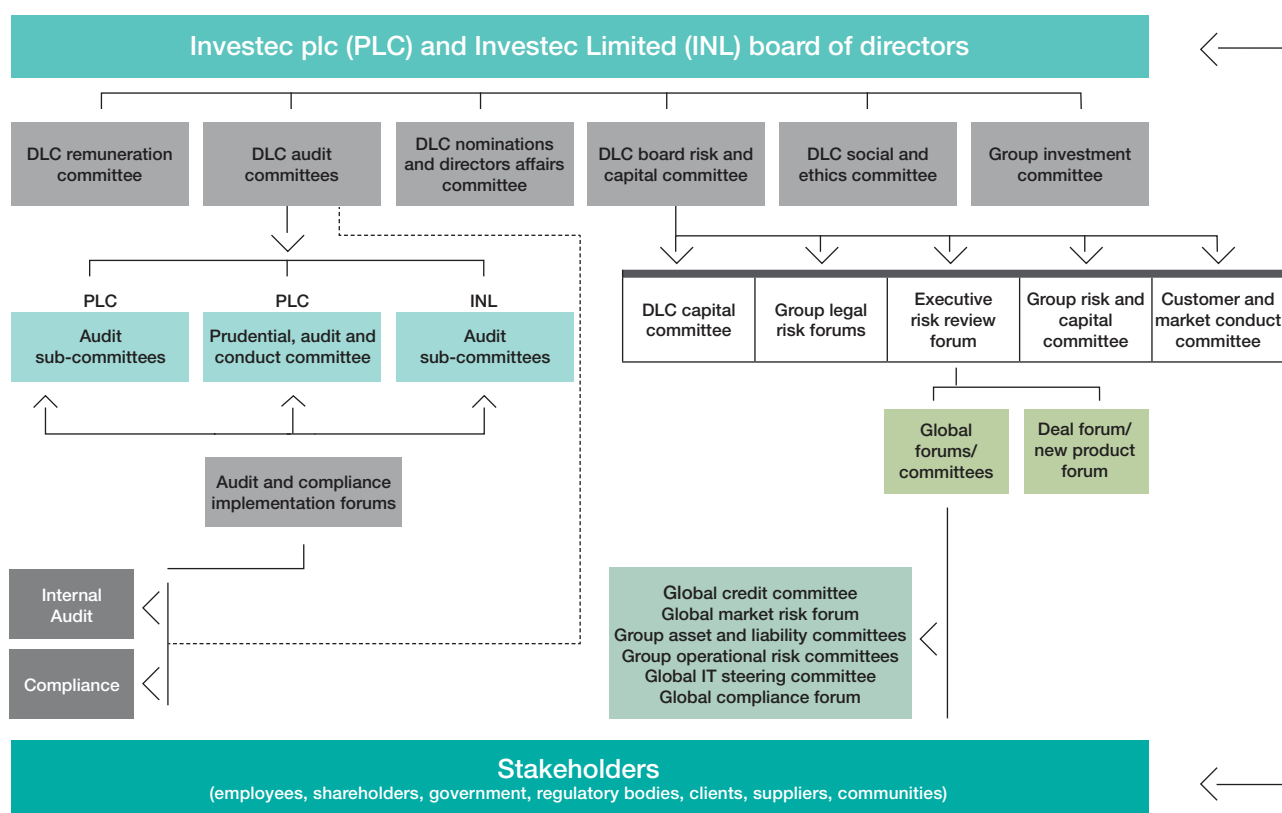 Investec plc (PLC) and Investec Limited (INL) board of directors
DLC remuneration
committee
DLC audit
committees
DLC nominations
and directors affairs
committee
DLC board risk and
capital committee
DLC social and
ethics committee
Group investment
committee
PLC
Audit
sub-committees
PLC
Prudential, audit and
conduct committee
INL
Audit
sub-committees
DLC capital
committee
Group legal
risk forums
Executive
risk review
forum
Group risk and
capital
committee
Customer and
market conduct
committee
Global
forums/
committees
Deal forum/
new product
forum
Audit and compliance
implementation forums
Internal
Audit
Compliance
Global credit committee
Global market risk forum
Group asset and liability committees
Group operational risk committees
Global IT steering committee
Global compliance forum
Stakeholders
(employees, shareholders, government, regulatory bodies, clients, suppliers, communities)